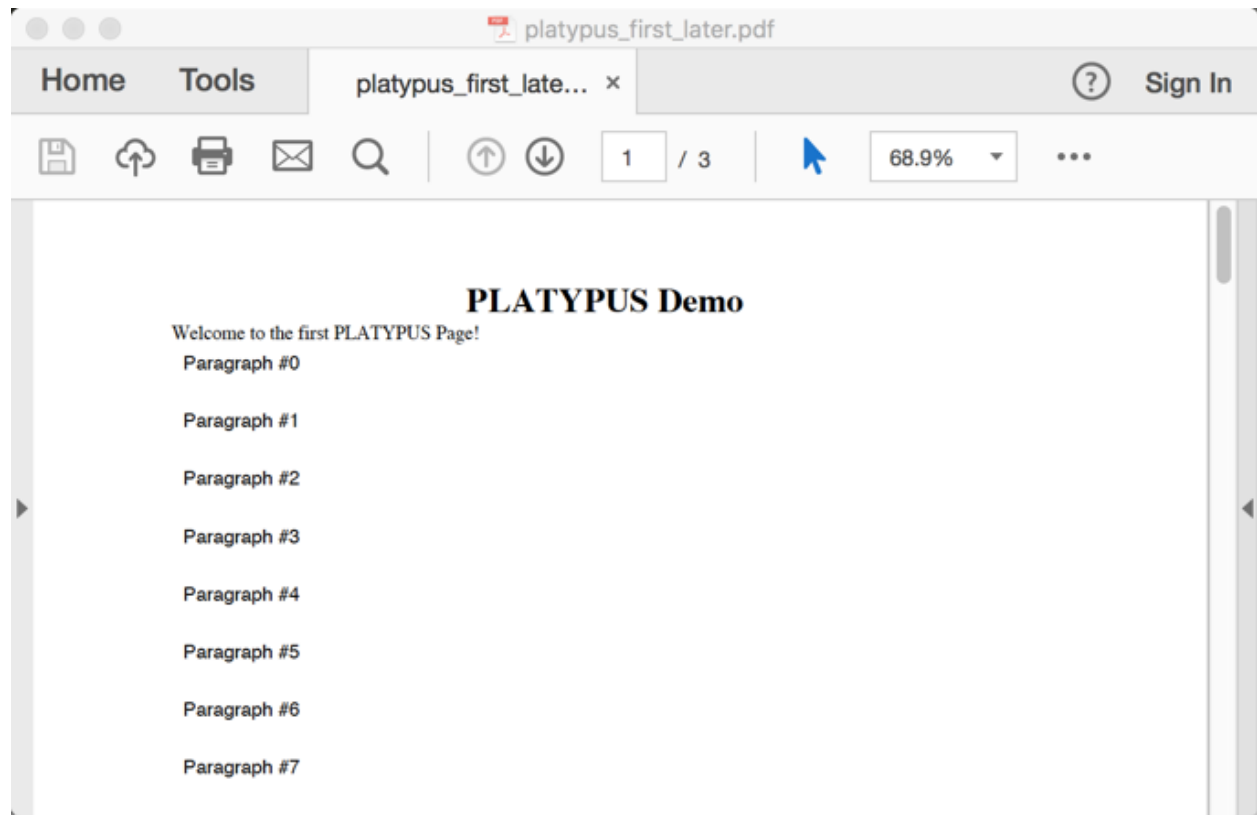 platypus_first_later.pdf
Home Tools platypus_first_late... × ? Sign In
1 / 3 68.9%
PLATYPUS Demo
Welcome to the first PLATYPUS Page!
Paragraph #0
Paragraph #1
Paragraph #2
Paragraph #3
Paragraph #4
Paragraph #5
Paragraph #6
Paragraph #7